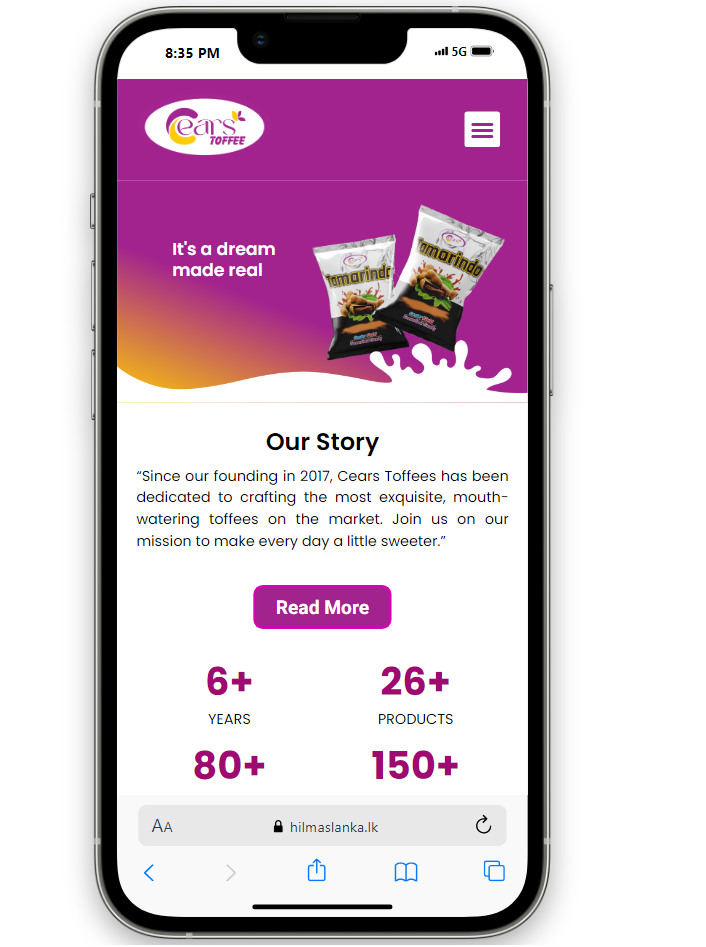 8:35 PM
5G
Cears
TOFFEE
It's a dream
made real
Tamarindo
Tamarindo
Our Story
“Since our founding in 2017, Cears Toffees has been
dedicated to crafting the most exquisite, mouth-
watering toffees on the market. Join us on our
mission to make every day a little sweeter.”
Read More
6+
26+
YEARS
PRODUCTS
80+
150+
AA
hilmaslanka.lk